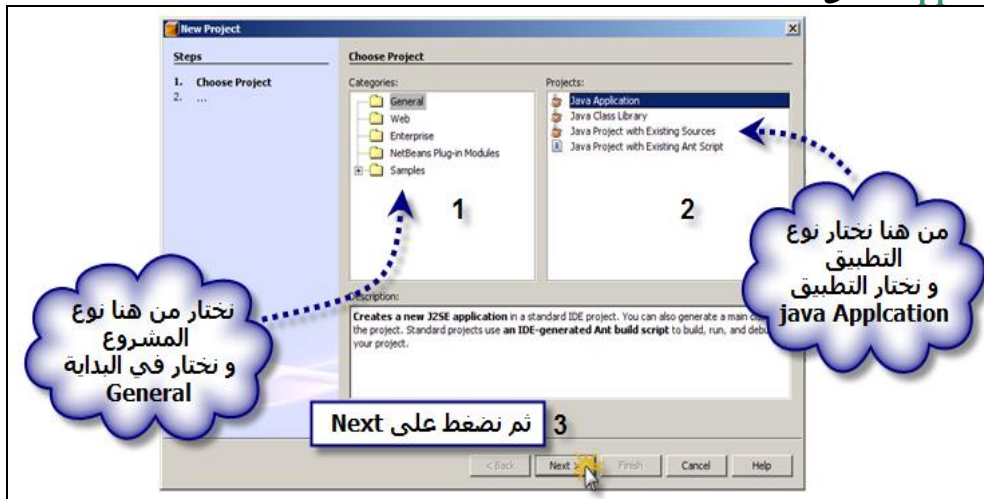 New Project
Steps
1. Choose Project
2. ...
Choose Project
Categories:
General
Web
Enterprise
NetBeans Plug-in Modules
Samples
1
Projects:
Java Application
Java Class Library
Java Project with Existing Sources
Java Project with Existing Ant Script
2
من هنا نختار نوع
التطبيق
و نختار التطبيق
java Applcation
نختار من هنا نوع
المشروع
و نختار في البداية
General
Description:
Creates a new J2SE application in a standard IDE project. You can also generate a main
the project. Standard projects use an IDE-generated Ant build script to build, run, and
your project.
ثم نضغط على Next
3
< Back
Next >
Finish
Cancel
Help